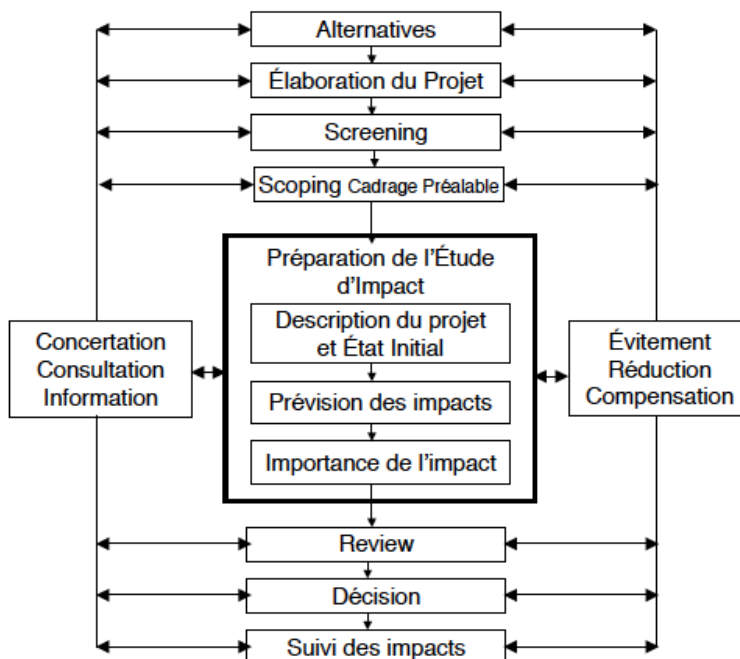 Alternatives
Élaboration du Projet
Screening
Scoping Cadrage Préalable
Préparation de l'Étude
d'Impact
Description du projet
et État Initial
Prévision des impacts
Importance de l'impact
Concertation
Consultation
Information
Évitement
Réduction
Compensation
Review
Décision
Suivi des impacts